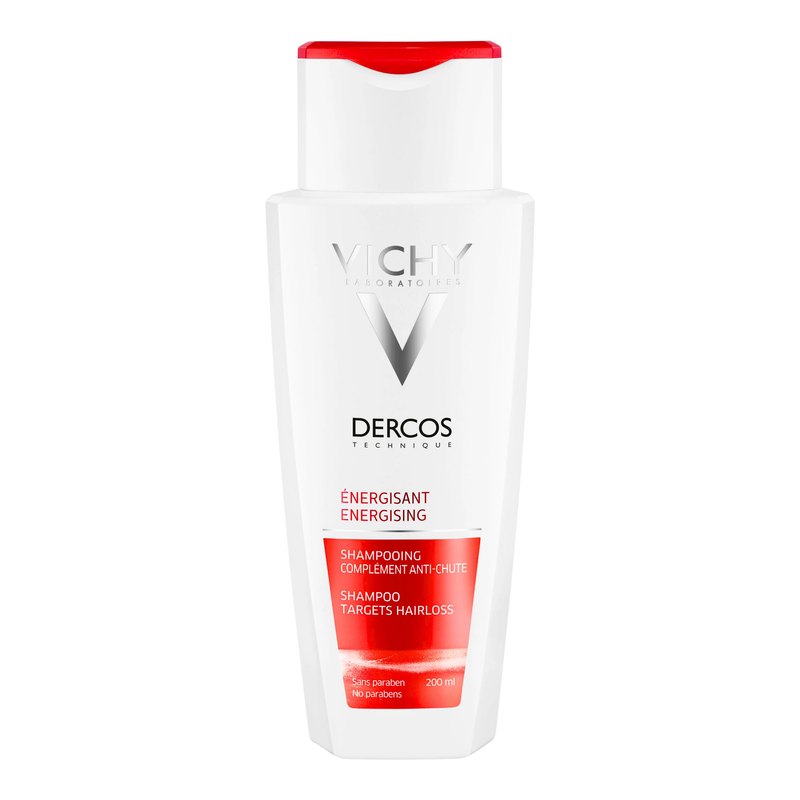 VICHY
LABORATOIRES
V
DERCOS
TECHNIQUE
ÉNERGISANT
ENERGISING
SHAMPOOING
COMPLÉMENT ANTI-CHUTE
SHAMPOO
TARGETS HAIRLOSS
Sans paraben
No parabens
200 ml